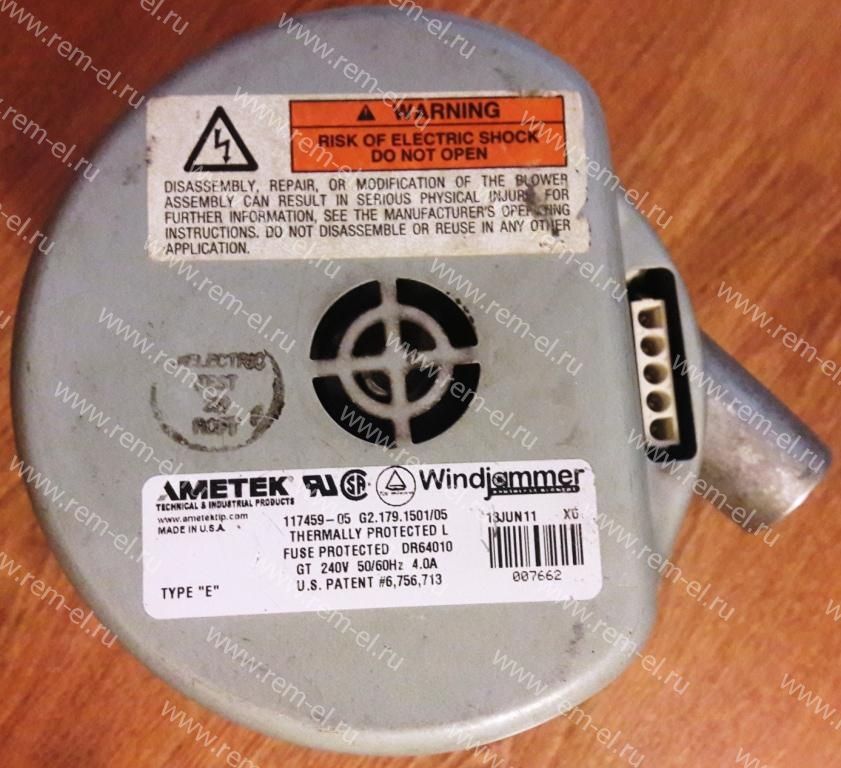 WARNING
RISK OF ELECTRIC SHOCK
DO NOT OPEN
DISASSEMBLY, REPAIR, OR MODIFICATION OF THE BLOWER
ASSEMBLY CAN RESULT IN SERIOUS PHYSICAL INJURY. FOR
FURTHER INFORMATION, SEE THE MANUFACTURER'S OPERATING
INSTRUCTIONS. DO NOT DISASSEMBLE OR REUSE IN ANY OTHER
APPLICATION.
ELECTRIC
TEST
AMETEK
TECHNICAL & INDUSTRIAL PRODUCTS
www.ametektip.com
MADE IN U.S.A.
Windjammer
117459-05 G2.179.1501/05
THERMALLY PROTECTED L
FUSE PROTECTED DR64010
GT 240V 50/60Hz 4.0A
U.S. PATENT #6,756,713
TYPE "E"
13JUN11
007662
www.rem-el.ru